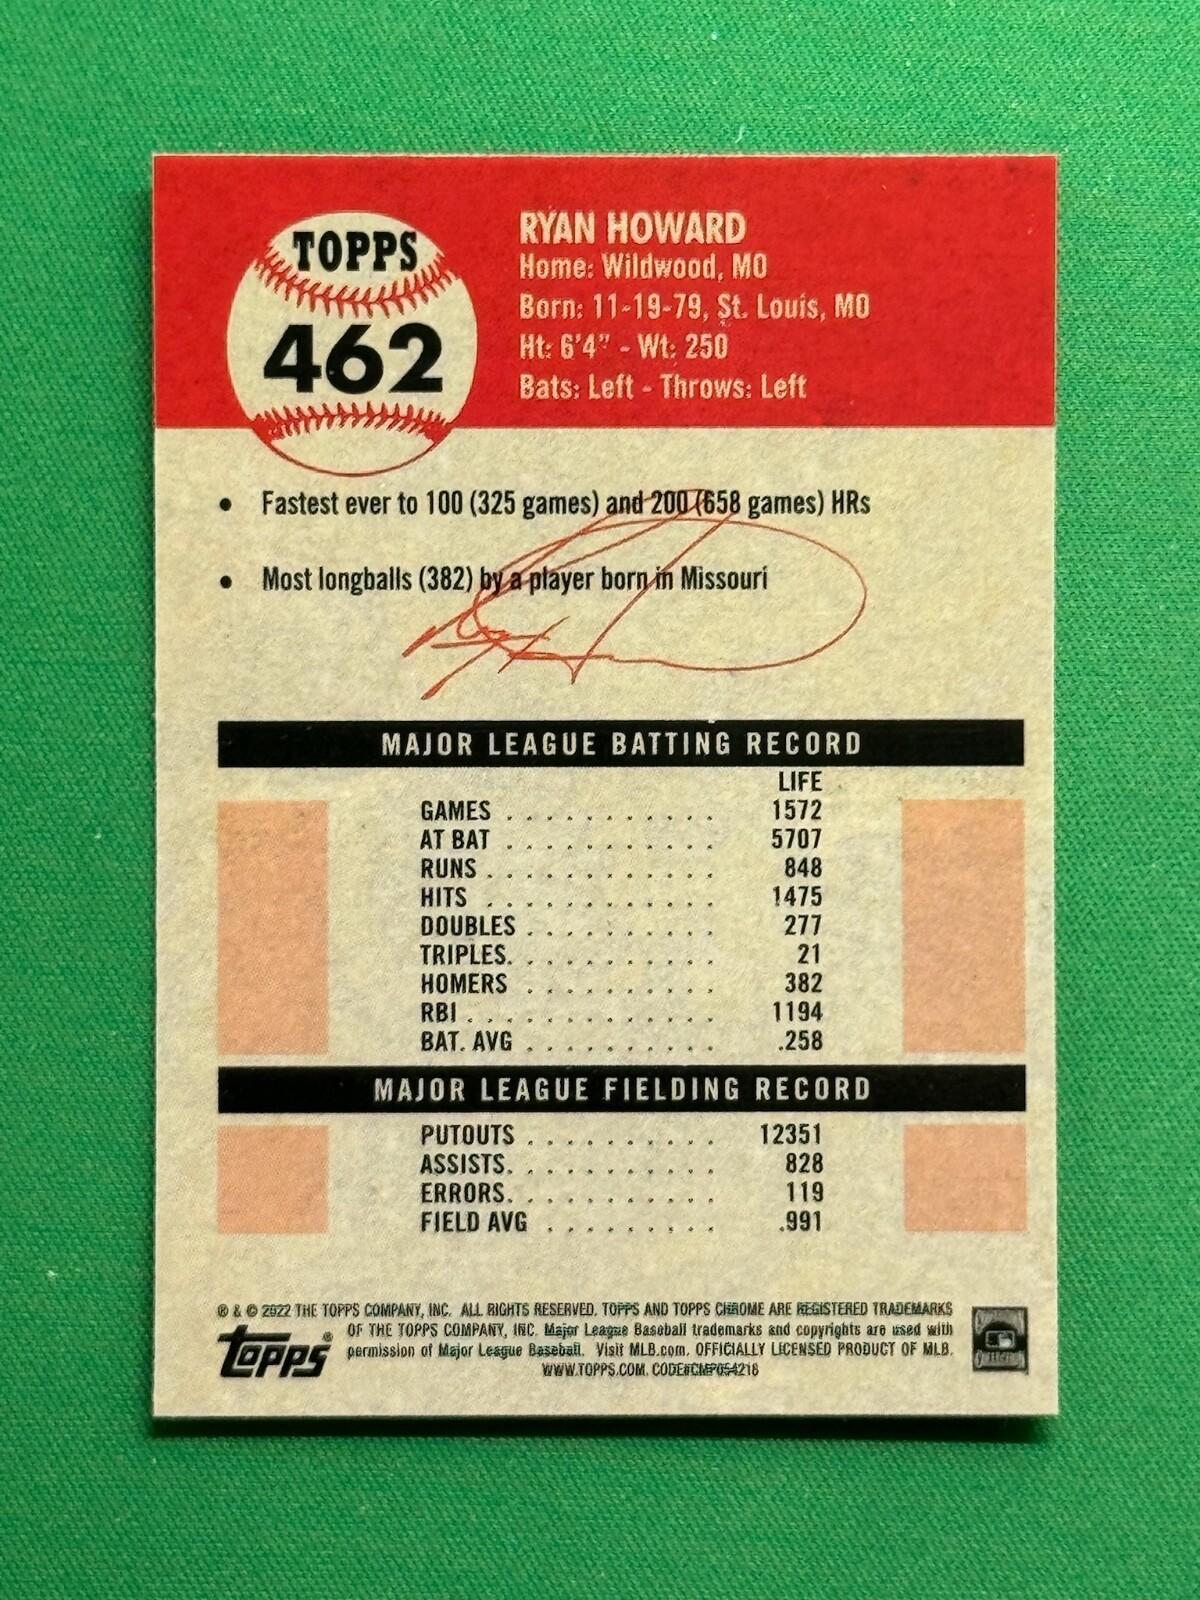 TOPPS
462
RYAN HOWARD
Home: Wildwood, MO
Born: 11-19-79, St. Louis, MO
Ht: 6'4" - Wt: 250
Bats: Left - Throws: Left
• Fastest ever to 100 (325 games) and 200 (658 games) HRs
• Most longballs (382) by a player born in Missouri
MAJOR LEAGUE BATTING RECORD
LIFE
GAMES . . . . . . . . . . . 1572
AT BAT . . . . . . . . . . . 5707
RUNS . . . . . . . . . . . . 848
HITS . . . . . . . . . . . . 1475
DOUBLES . . . . . . . . . . 277
TRIPLES. . . . . . . . . . . 21
HOMERS . . . . . . . . . . 382
RBI . . . . . . . . . . . . . 1194
BAT. AVG . . . . . . . . . . .258
MAJOR LEAGUE FIELDING RECORD
PUTOUTS . . . . . . . . . . 12351
ASSISTS. . . . . . . . . . . 828
ERRORS. . . . . . . . . . . 119
FIELD AVG . . . . . . . . . .991
® & © 2022 THE TOPPS COMPANY, INC. ALL RIGHTS RESERVED. TOPPS AND TOPPS CHROME ARE REGISTERED TRADEMARKS
OF THE TOPPS COMPANY, INC. Major League Baseball trademarks and copyrights are used with
permission of Major League Baseball. Visit MLB.com. OFFICIALLY LICENSED PRODUCT OF MLB.
WWW.TOPPS.COM. CODE#CMP054218
Topps®